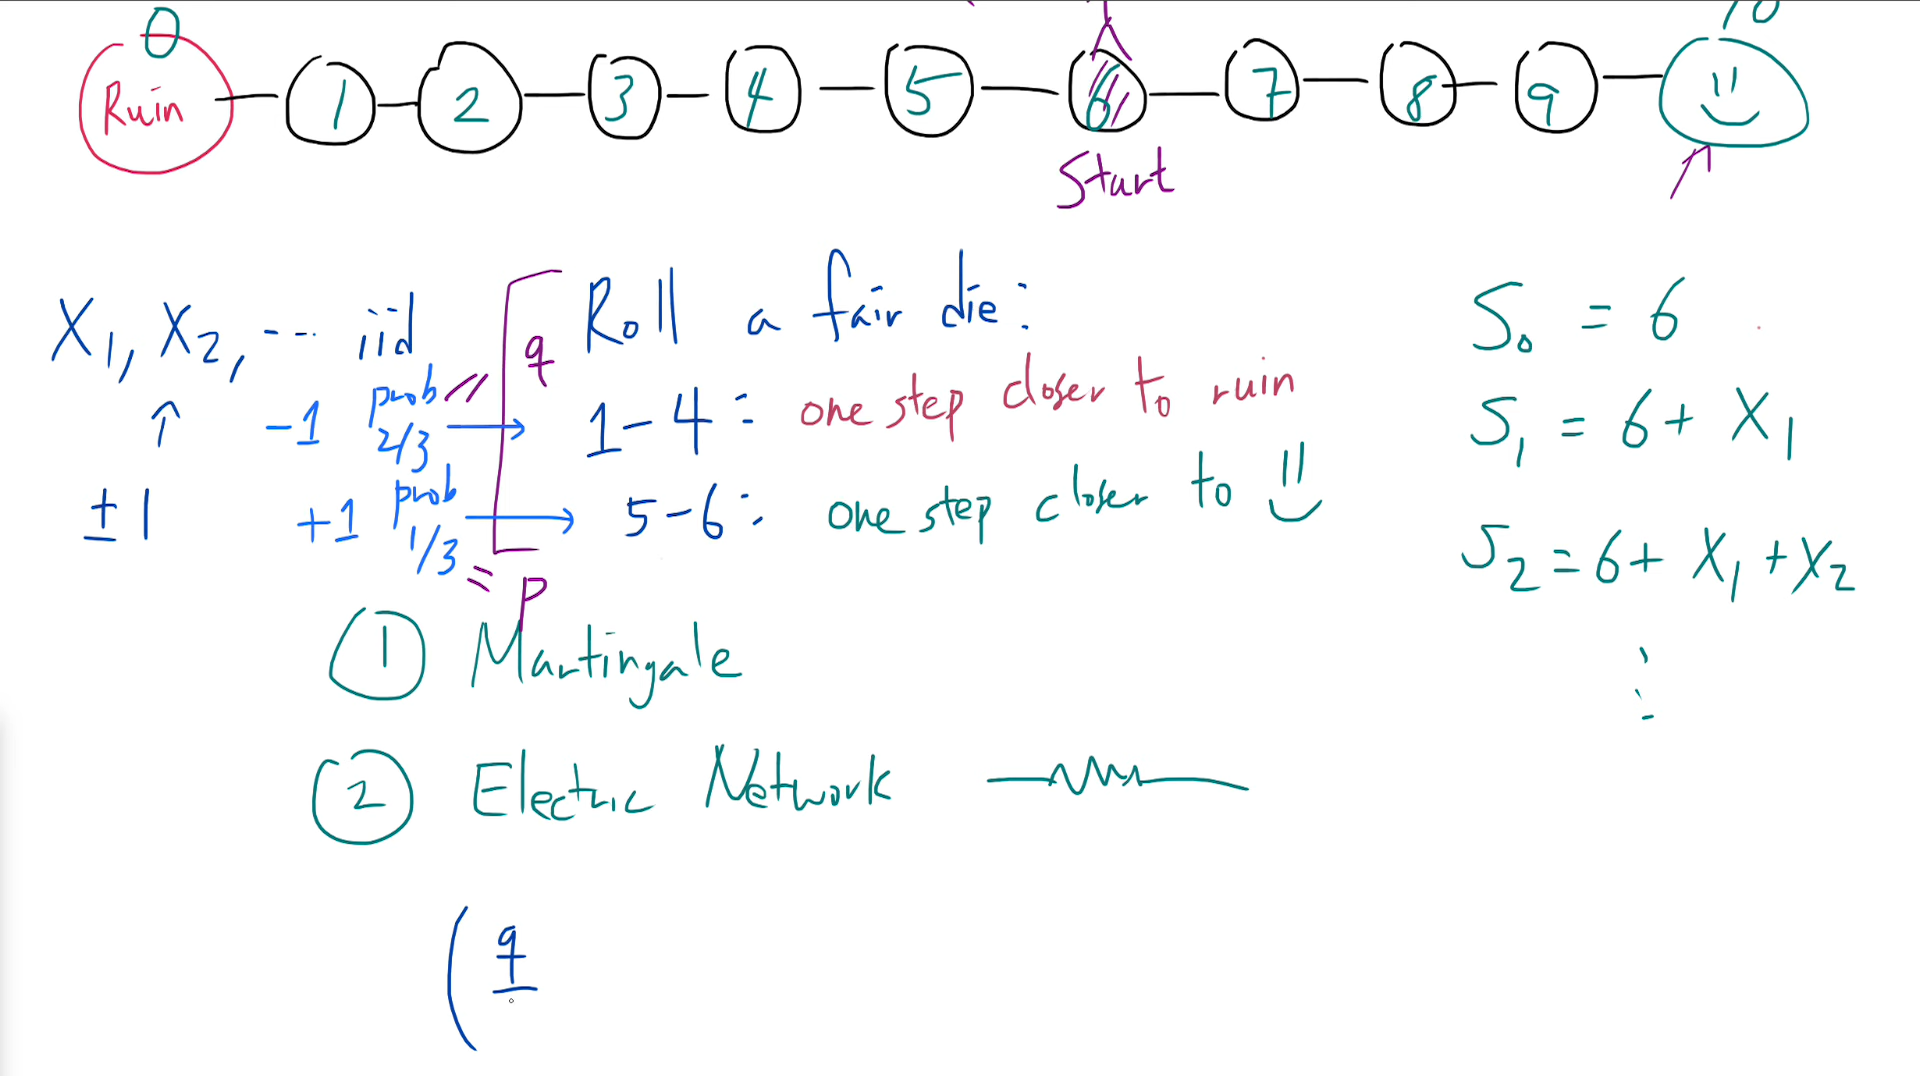 0 10
Ruin 1 2 3 4 5 6 7 8 9
Start
X₁, X₂, ... iid
↑
±1
-1 prob 2/3 →
+1 prob 1/3 →
= q
= p
Roll a fair die:
1-4: one step closer to ruin
5-6: one step closer to
S₀ = 6
S₁ = 6 + X₁
S₂ = 6 + X₁ + X₂
⋮
① Martingale
② Electric Network
( q